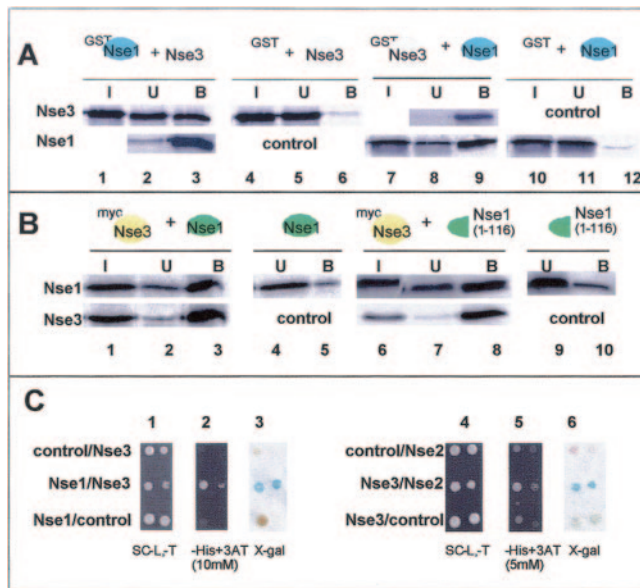 A
GST Nse1 + Nse3
GST + Nse3
GST Nse3 + Nse1
GST + Nse1
I U B I U B I U B I U B
Nse3
control
Nse1
control
1 2 3 4 5 6 7 8 9 10 11 12
B
myc Nse3 + Nse1
Nse1
myc Nse3 + Nse1 (1-116)
Nse1 (1-116)
I U B U B I U B U B
Nse1
Nse3
control
control
1 2 3 4 5 6 7 8 9 10
C
1 2 3
control/Nse3
Nse1/Nse3
Nse1/control
SC-L,-T -His+3AT (10mM) X-gal
4 5 6
control/Nse2
Nse3/Nse2
Nse3/control
SC-L,-T -His+3AT (5mM) X-gal